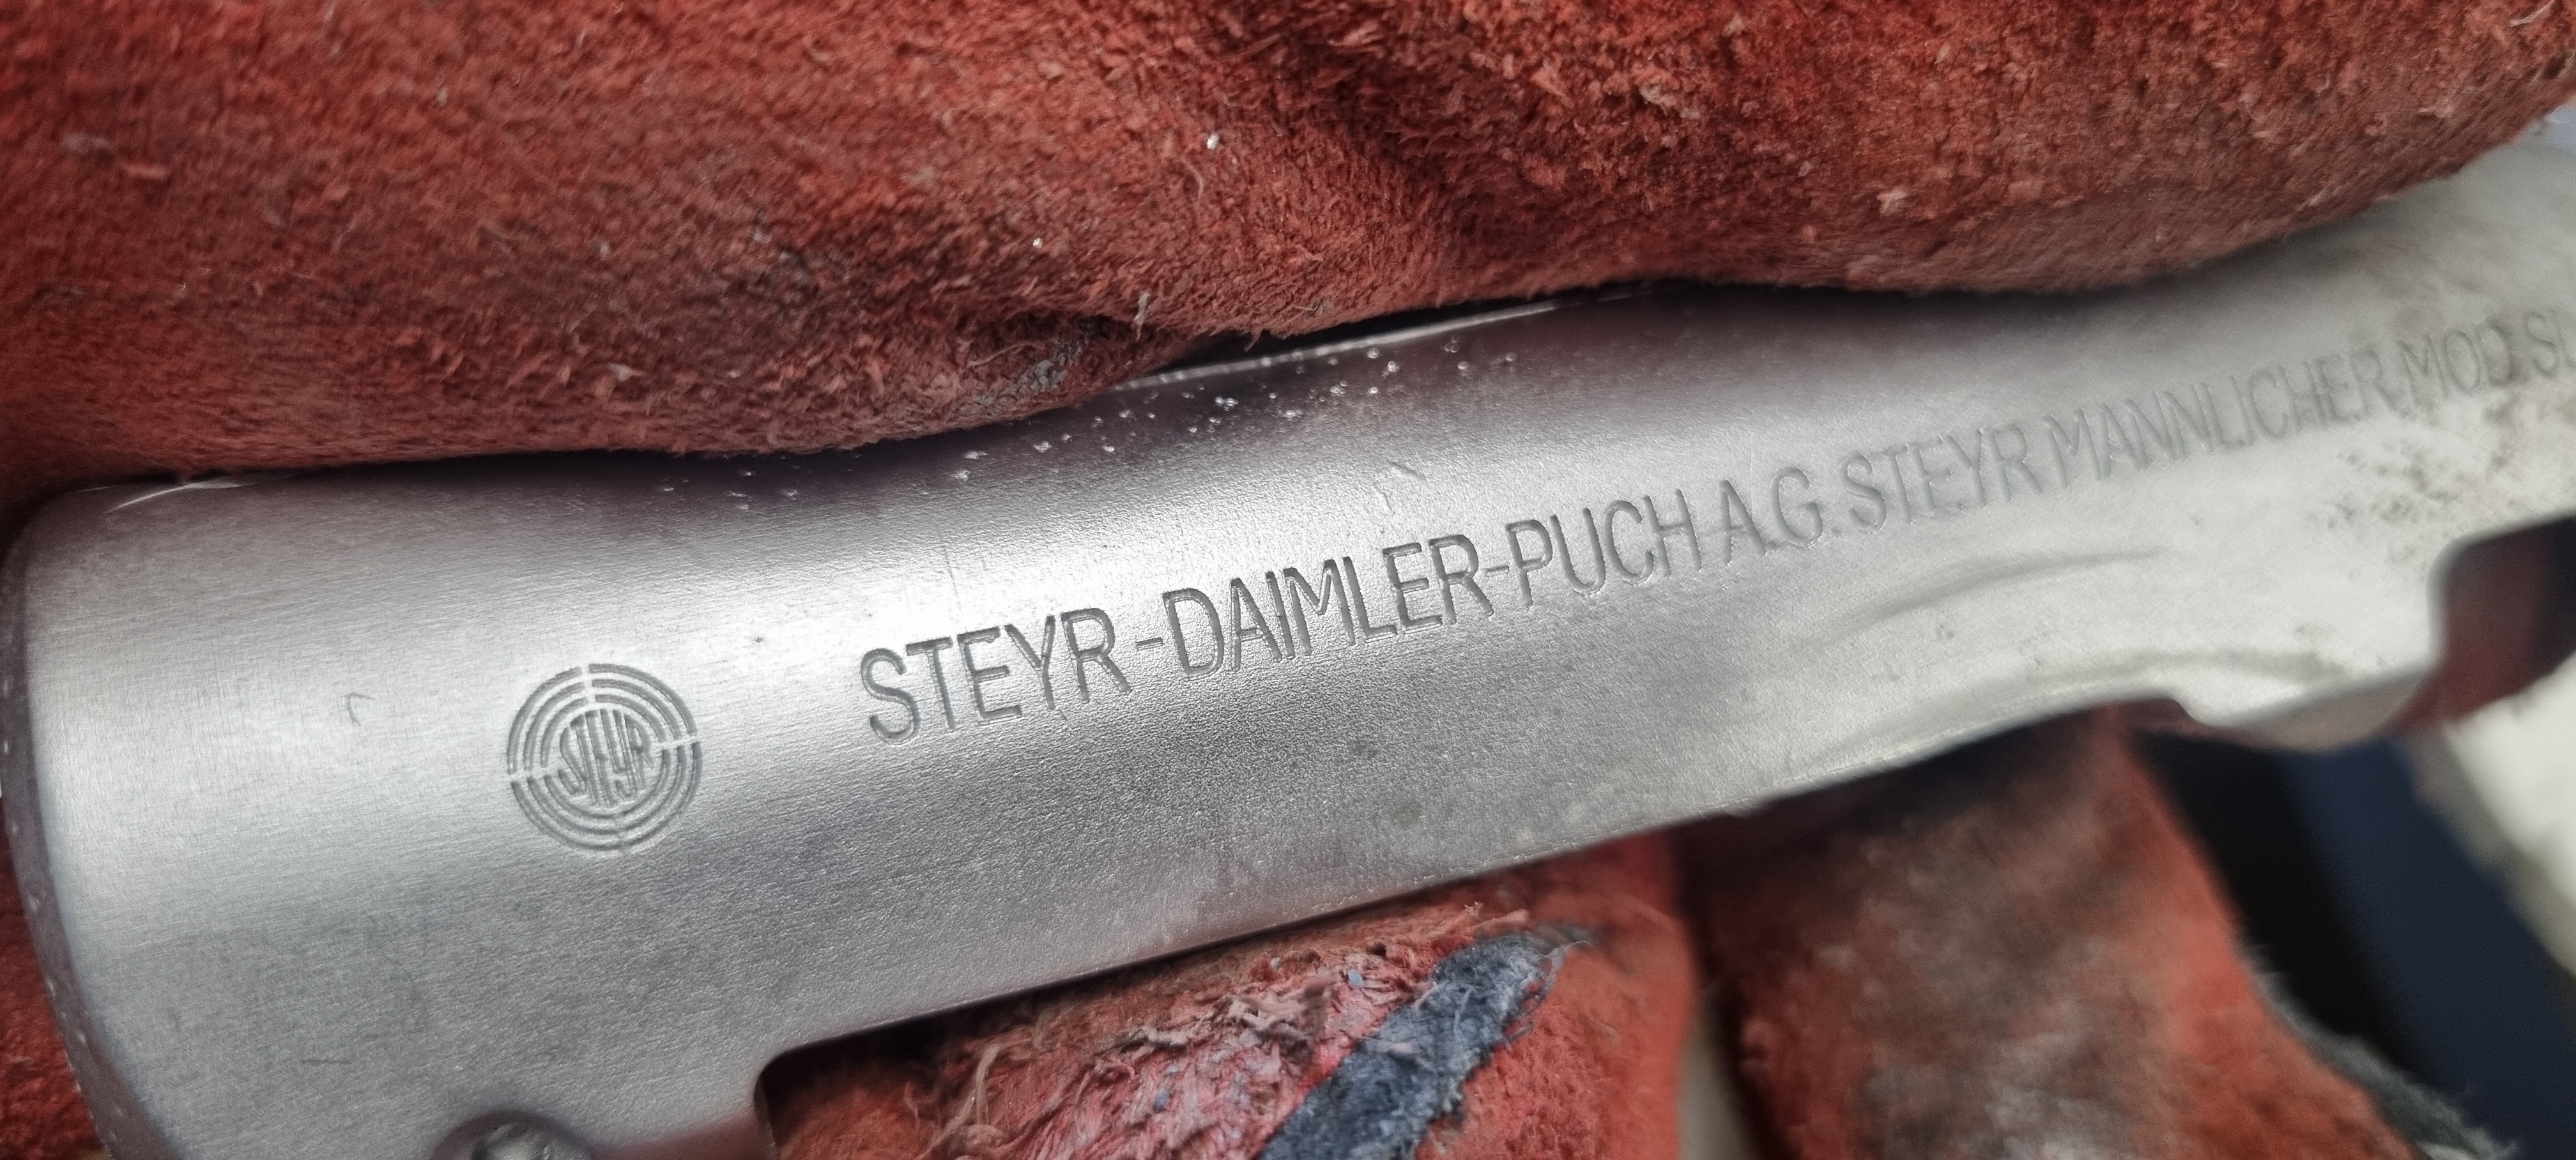 STEYR
STEYR-DAIMLER-PUCH A.G. STEYR MANNLICHER MOD.